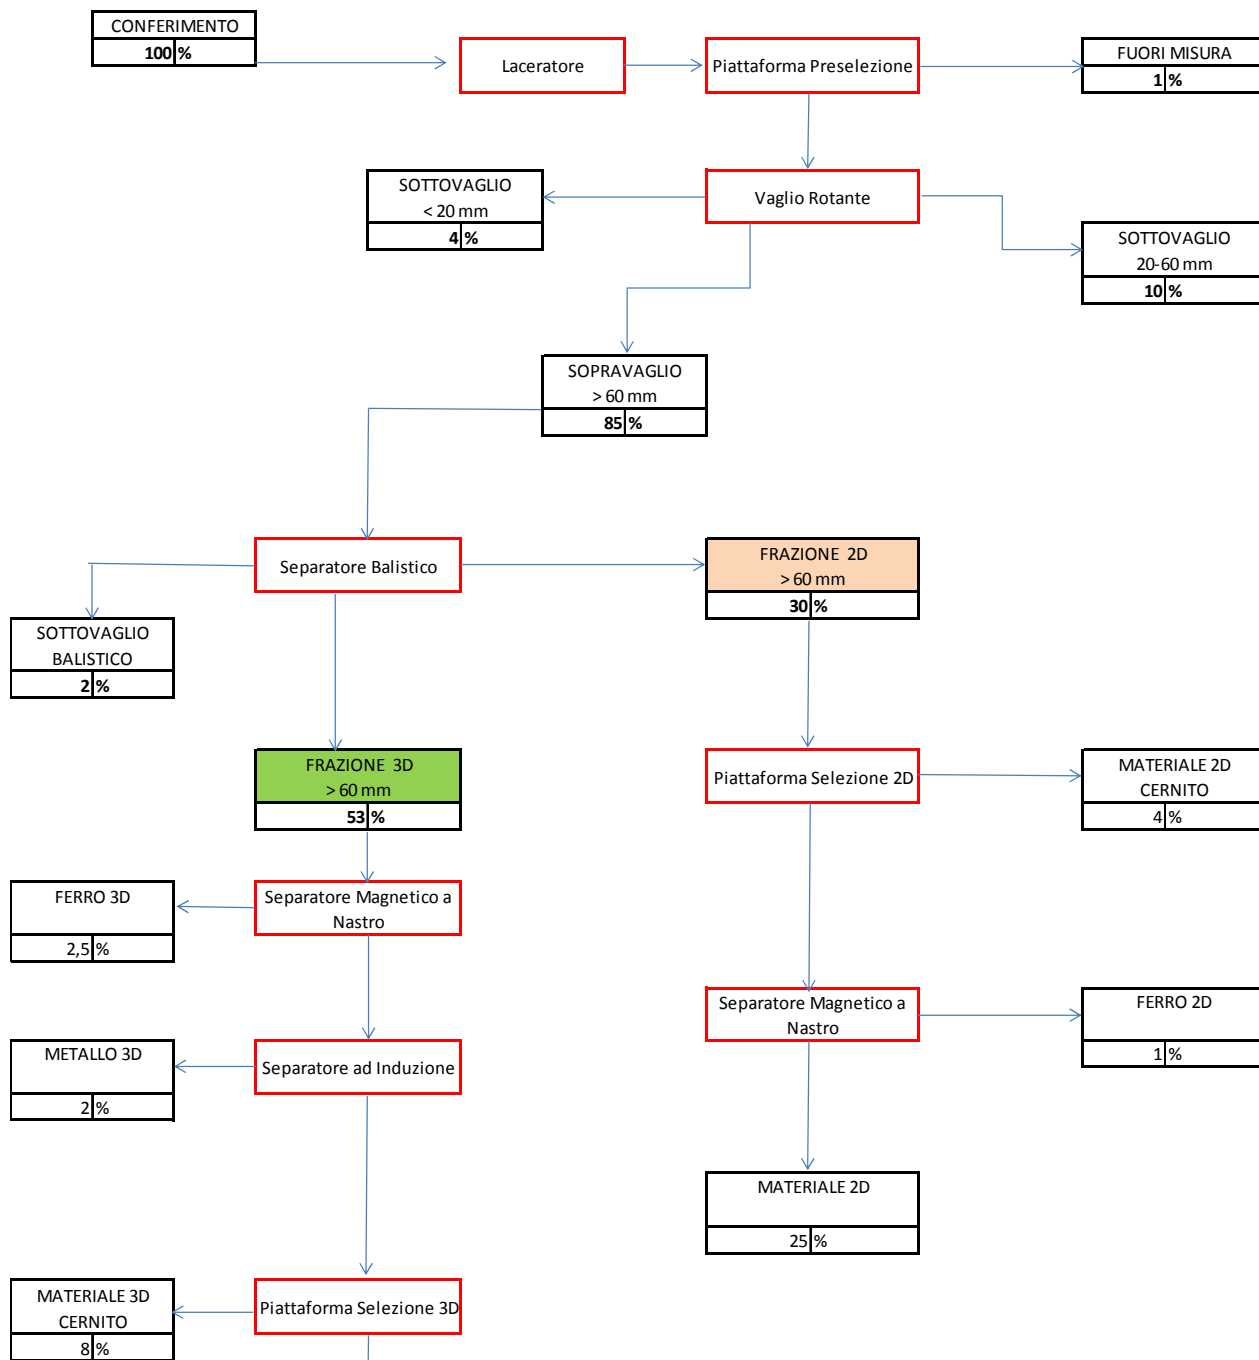 CONFERIMENTO
100 %
Laceratore
Piattaforma Preselezione
FUORI MISURA
1 %
SOTTOVAGLIO
< 20 mm
4 %
Vaglio Rotante
SOTTOVAGLIO
20-60 mm
10 %
SOPRAVAGLIO
> 60 mm
85 %
Separatore Balistico
FRAZIONE 2D
> 60 mm
30 %
SOTTOVAGLIO
BALISTICO
2 %
FRAZIONE 3D
> 60 mm
53 %
Piattaforma Selezione 2D
MATERIALE 2D
CERNITO
4 %
FERRO 3D
2,5 %
Separatore Magnetico a
Nastro
Separatore Magnetico a
Nastro
FERRO 2D
1 %
METALLO 3D
2 %
Separatore ad Induzione
MATERIALE 2D
25 %
MATERIALE 3D
CERNITO
8 %
Piattaforma Selezione 3D